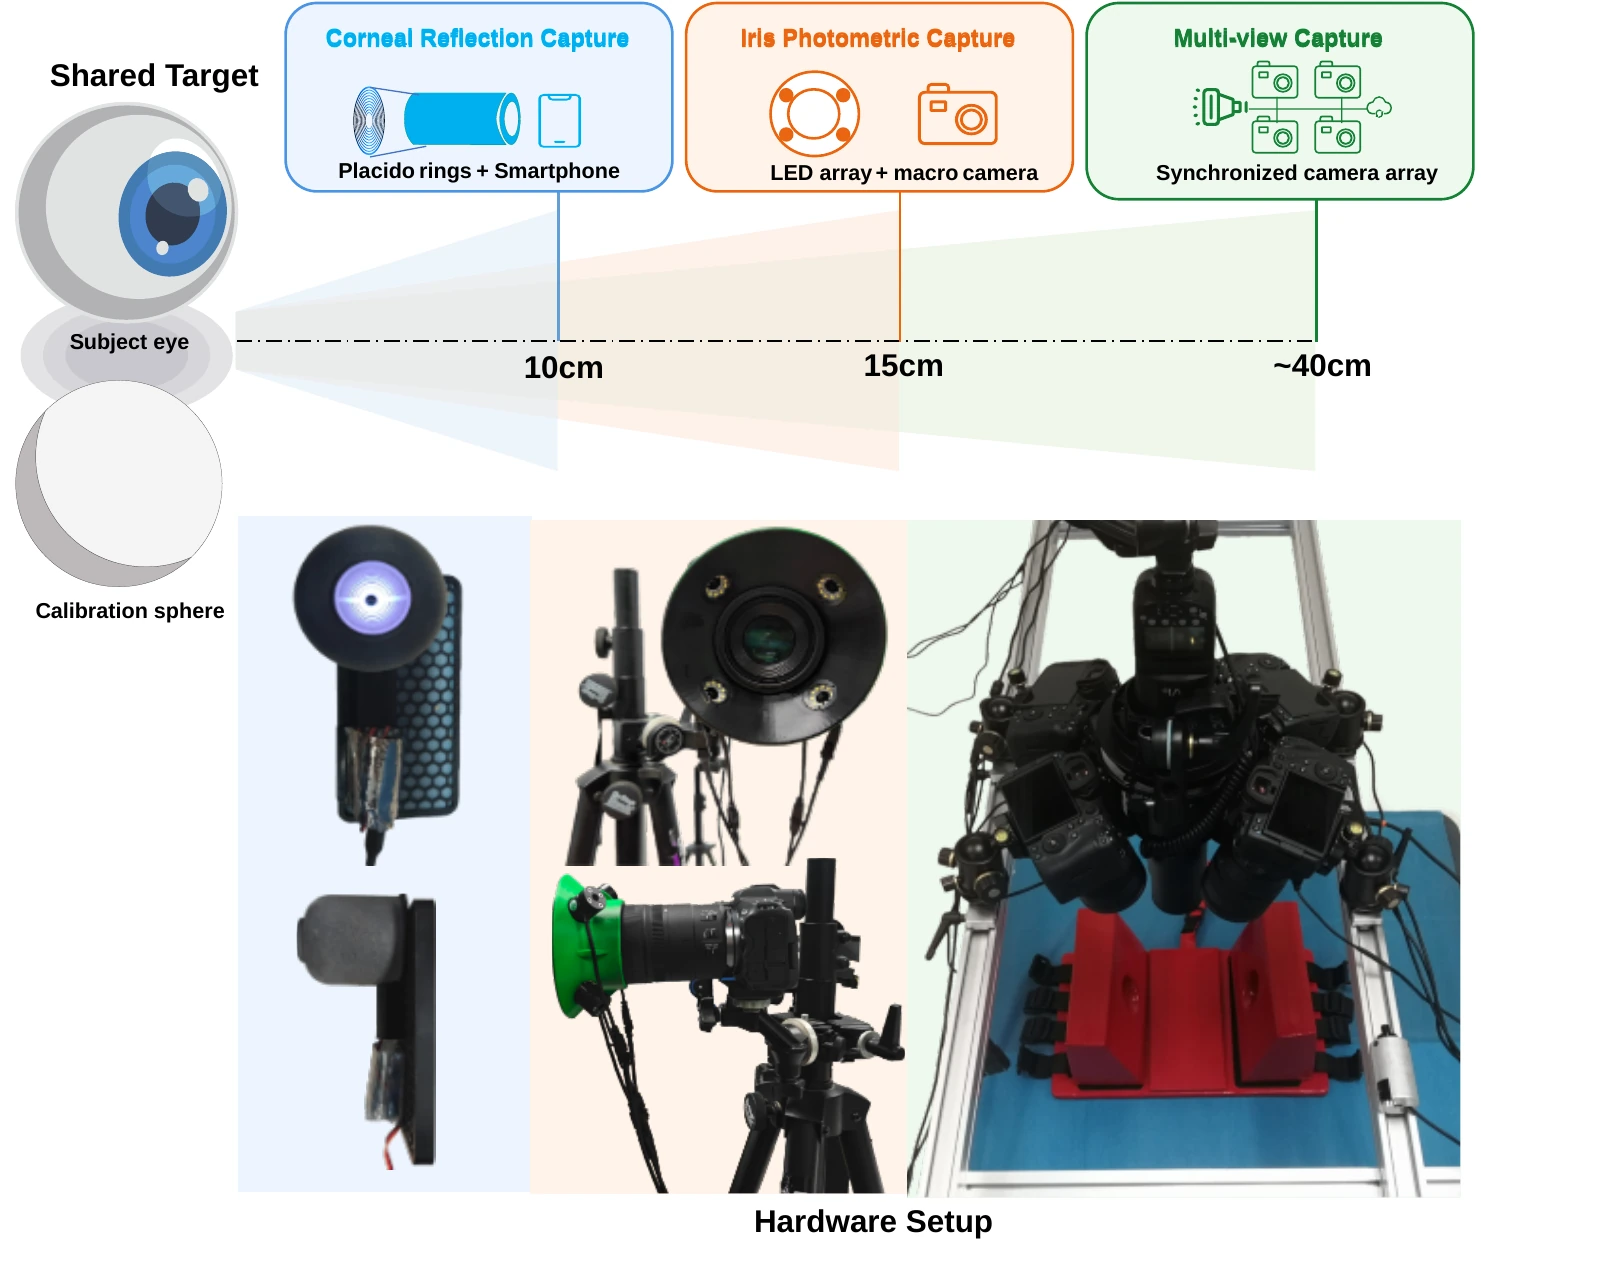 Shared Target
Corneal Reflection Capture
Placido rings + Smartphone
Iris Photometric Capture
LED array + macro camera
Multi-view Capture
Synchronized camera array
Subject eye
10cm
15cm
~40cm
Calibration sphere
Hardware Setup